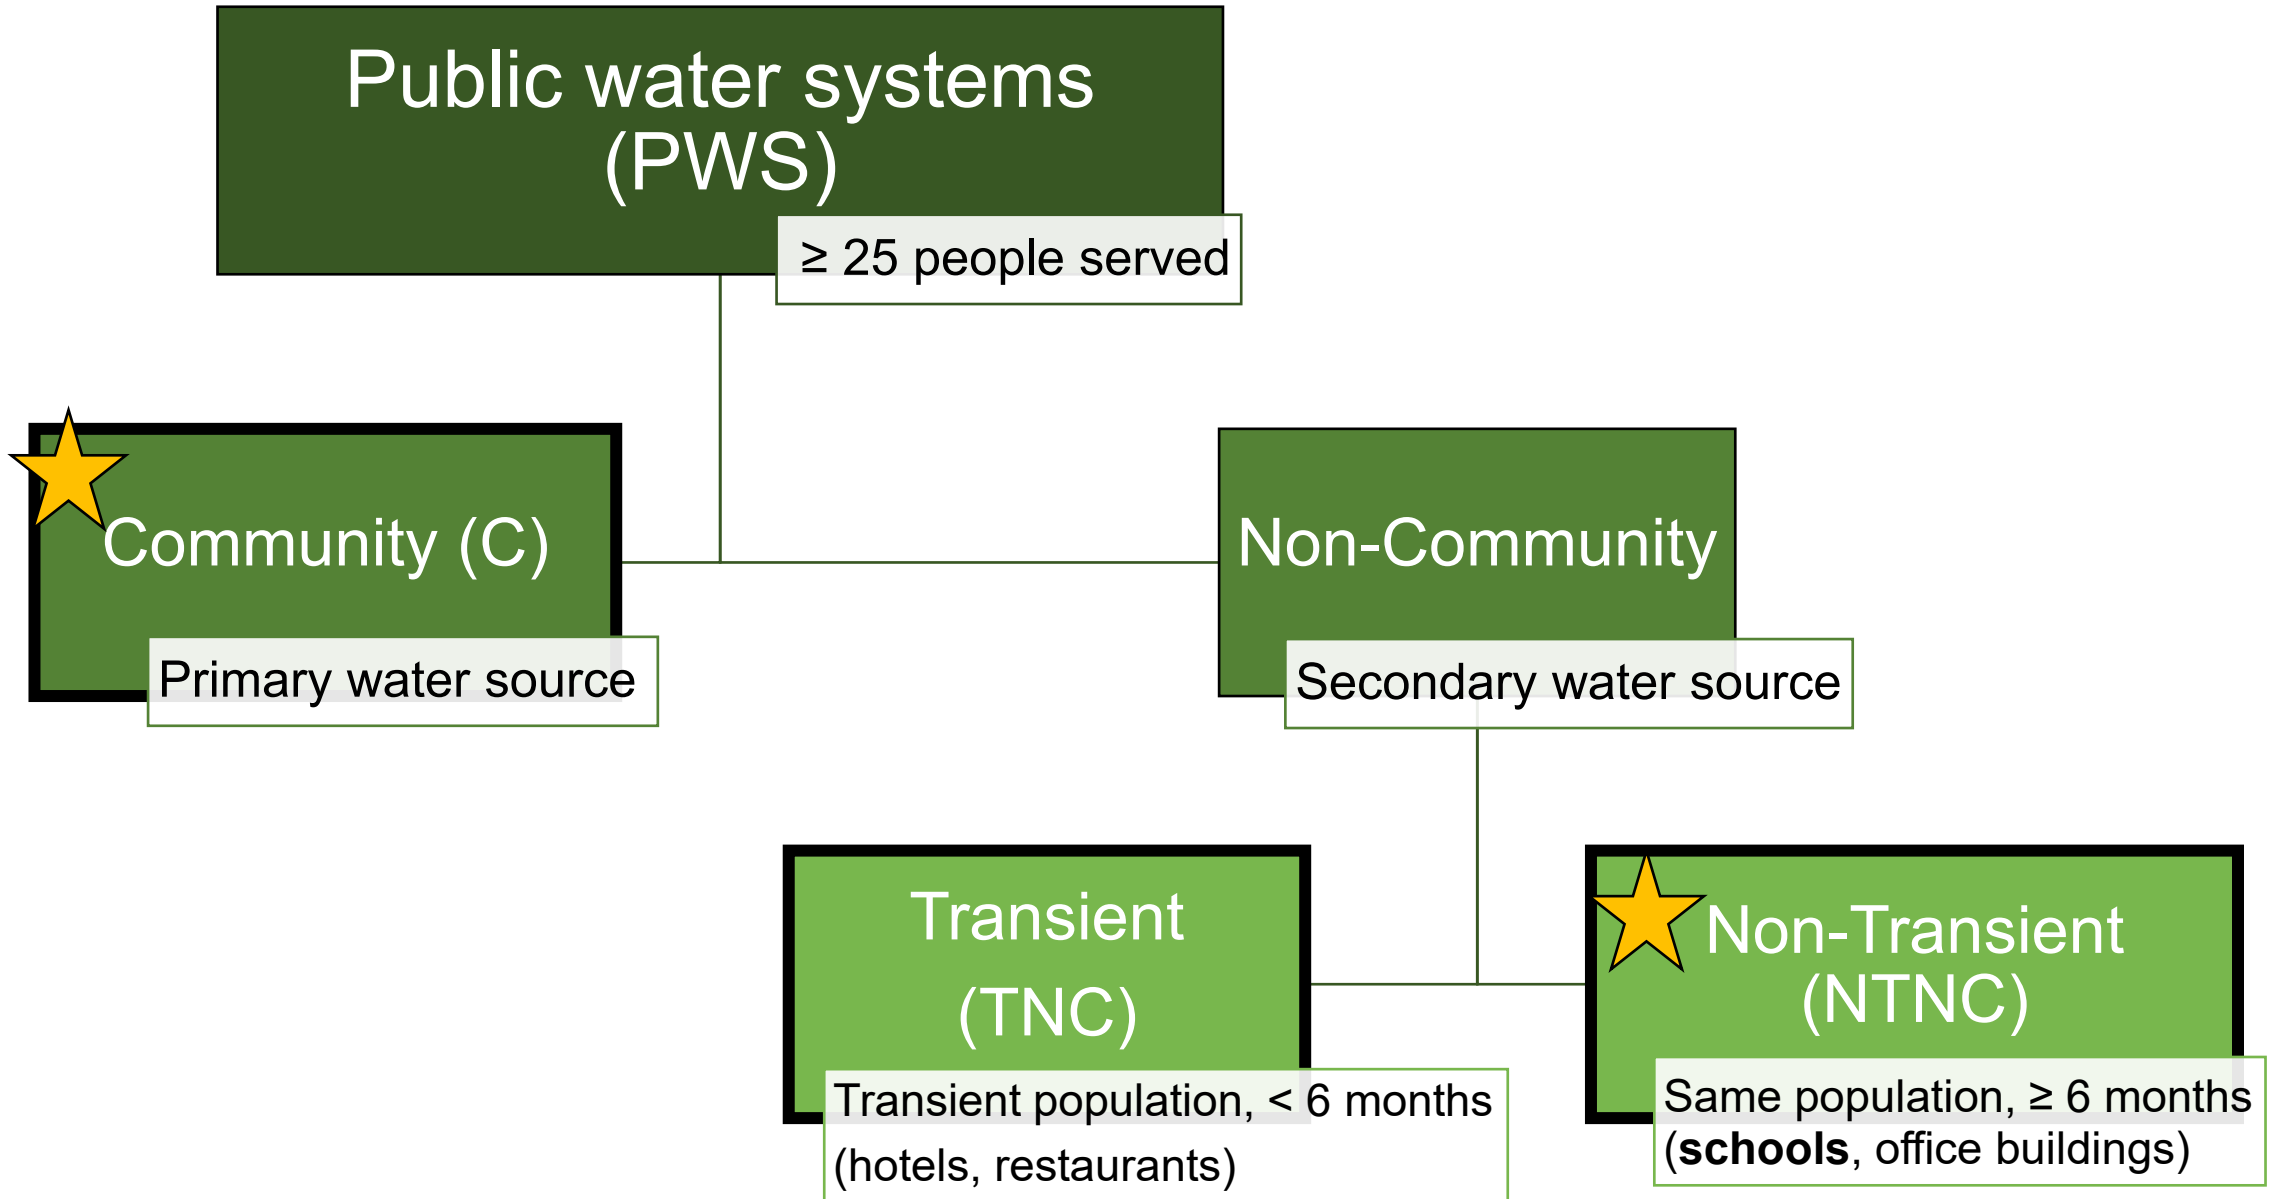 Public water systems
(PWS)
≥ 25 people served
Community (C)
Primary water source
Non-Community
Secondary water source
Transient
(TNC)
Transient population, < 6 months
(hotels, restaurants)
Non-Transient
(NTNC)
Same population, ≥ 6 months
(schools, office buildings)